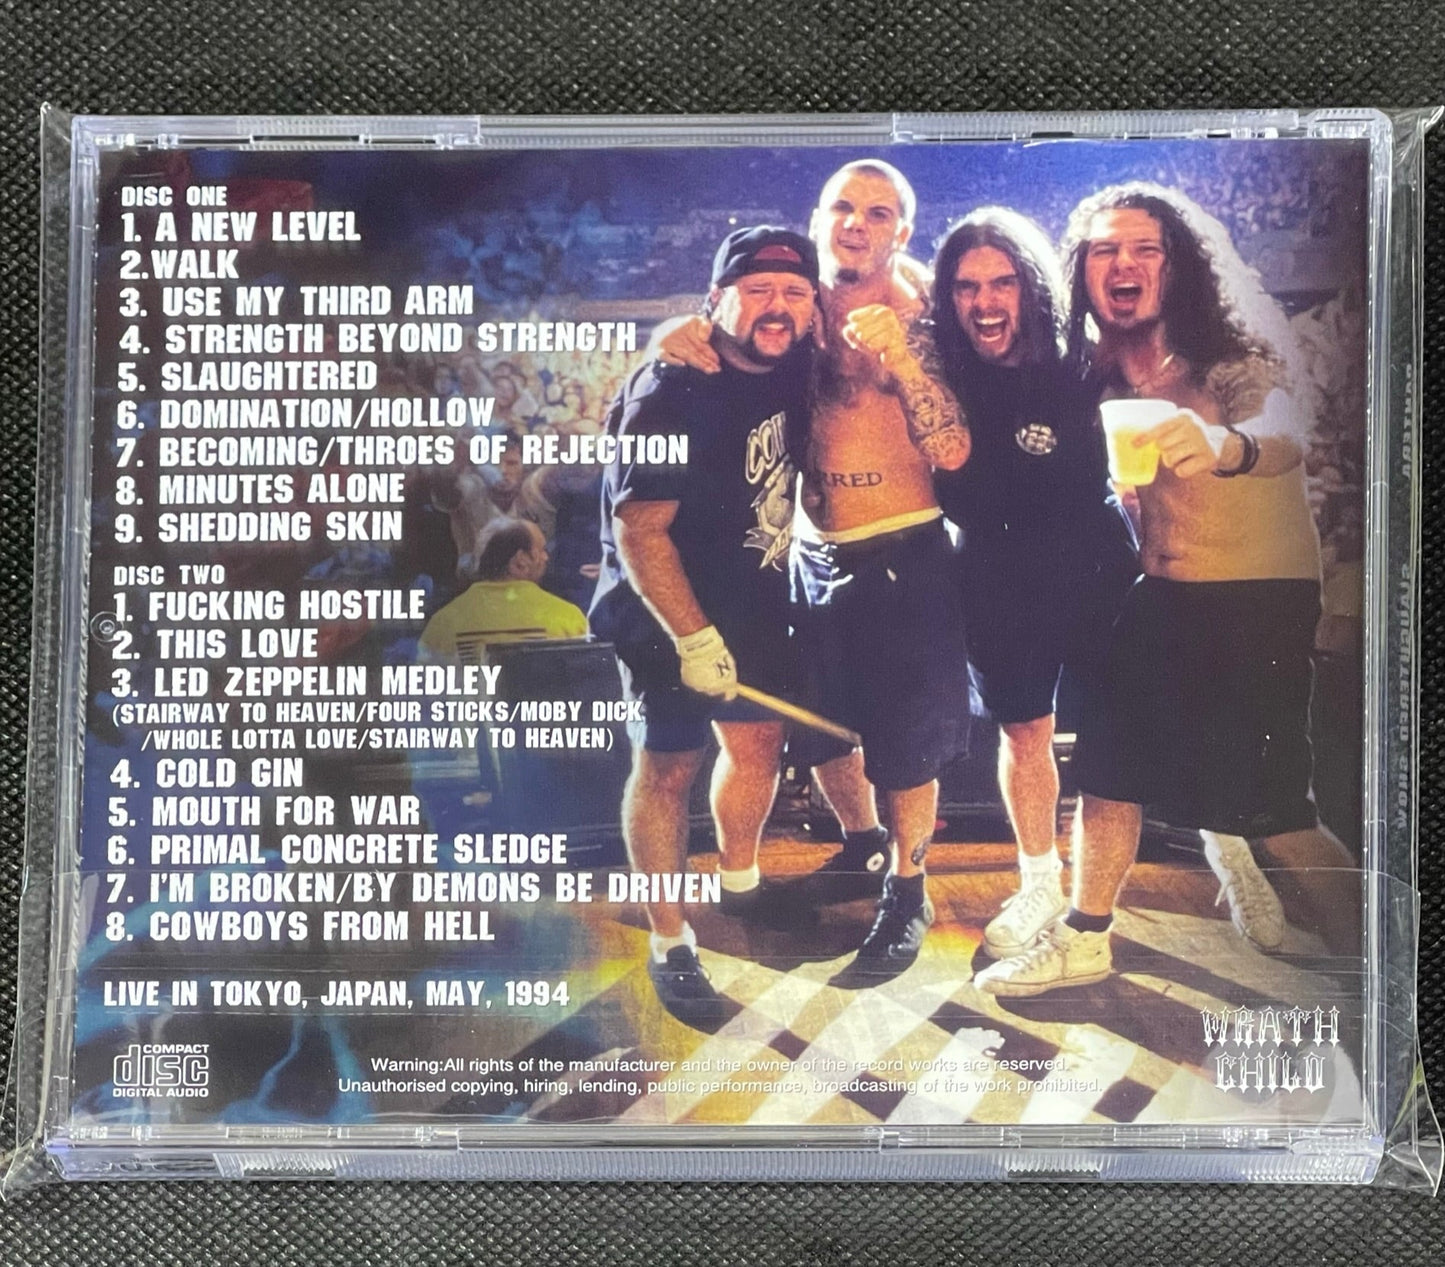 DISC ONE
1. A NEW LEVEL
2.WALK
3. USE MY THIRD ARM
4. STRENGTH BEYOND STRENGTH
5. SLAUGHTERED
6. DOMINATION/HOLLOW
7. BECOMING/THROES OF REJECTION
8. MINUTES ALONE
9. SHEDDING SKIN
DISC TWO
1. FUCKING HOSTILE
2. THIS LOVE
3. LED ZEPPELIN MEDLEY
(STAIRWAY TO HEAVEN/FOUR STICKS/MOBY DICK
/WHOLE LOTTA LOVE/STAIRWAY TO HEAVEN)
4. COLD GIN
5. MOUTH FOR WAR
6. PRIMAL CONCRETE SLEDGE
7. I'M BROKEN/BY DEMONS BE DRIVEN
8. COWBOYS FROM HELL
LIVE IN TOKYO, JAPAN, MAY, 1994
COMPACT
disc
DIGITAL AUDIO
Warning:All rights of the manufacturer and the owner of the record works are reserved.
Unauthorised copying, hiring, lending, public performance, broadcasting of the work prohibited.
WRATH
CHILD
RRED